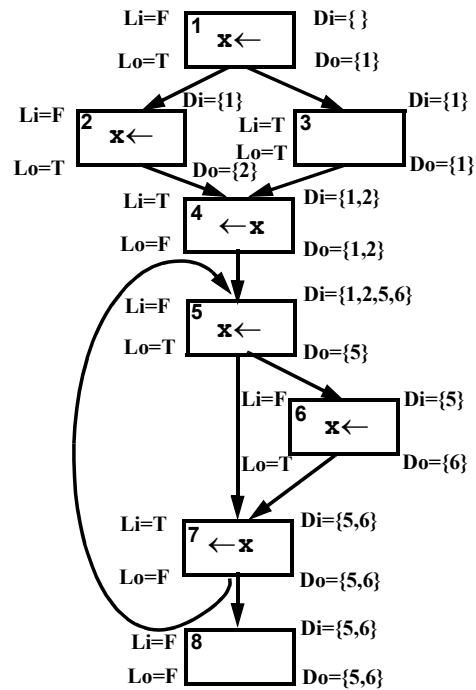 Li=F
Di={ }
1
x←
Lo=T
Do={1}
Di={1}
Di={1}
Li=F
2
x←
Li=T
3
Lo=T
Lo=T
Do={2}
Do={1}
Li=T
Di={1,2}
4
←x
Lo=F
Do={1,2}
Di={1,2,5,6}
Li=F
5
x←
Lo=T
Do={5}
Li=F
Di={5}
6
x←
Lo=T
Do={6}
Li=T
Di={5,6}
7
←x
Lo=F
Do={5,6}
Li=F
8
Di={5,6}
Lo=F
Do={5,6}